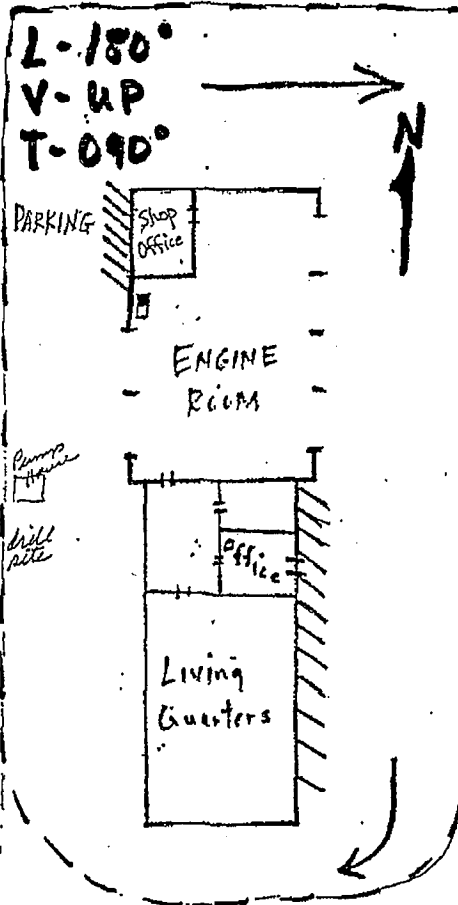 L-180°
V-UP
T-090°
N
PARKING
Shop
Office
ENGINE
ROOM
Pump
House
drill
site
Office
Living
Quarters